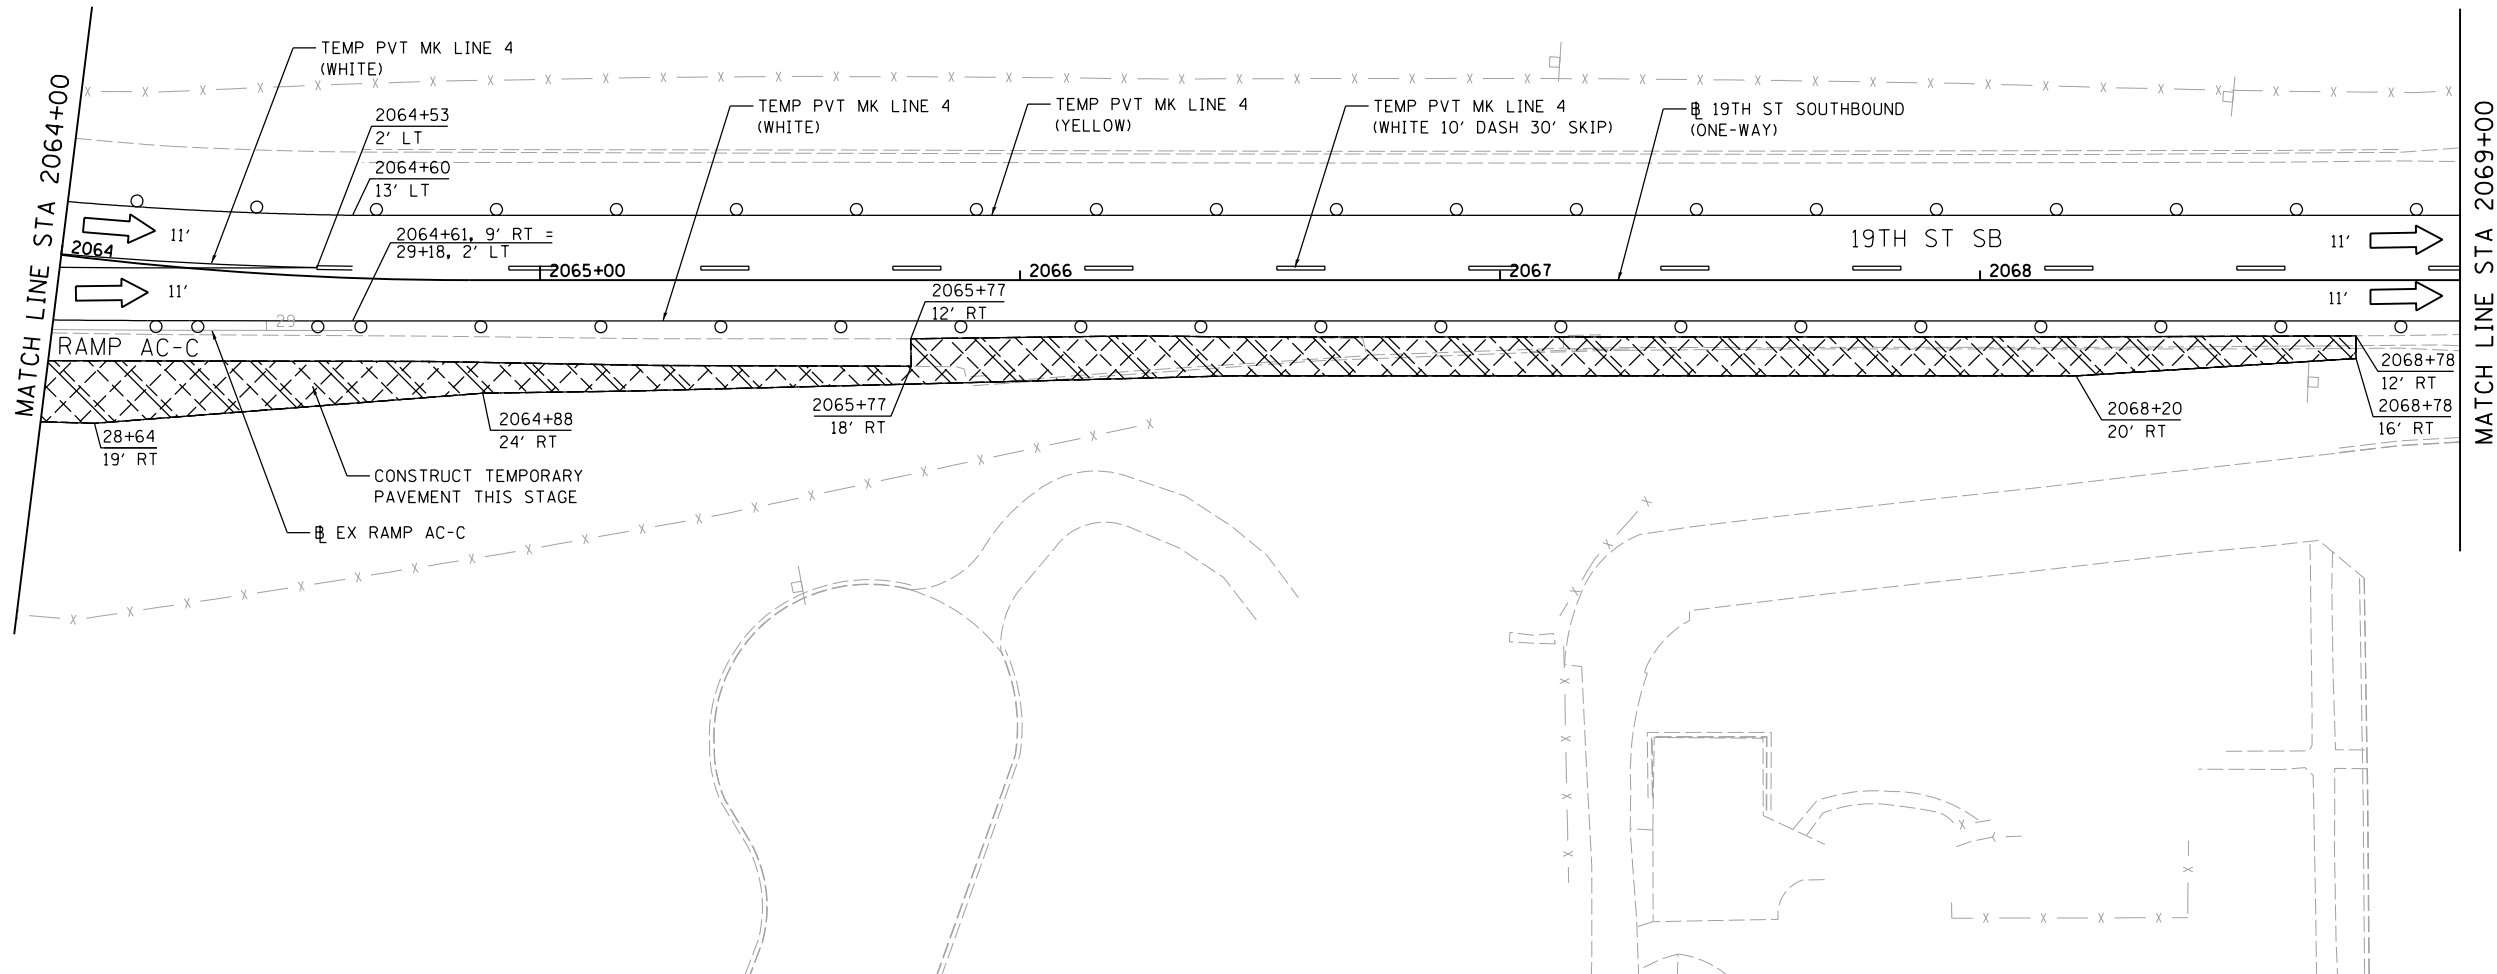 MATCH LINE STA 2064+00
TEMP PVT MK LINE 4
(WHITE)
2064+53
2' LT
2064+60
13' LT
TEMP PVT MK LINE 4
(WHITE)
TEMP PVT MK LINE 4
(YELLOW)
TEMP PVT MK LINE 4
(WHITE 10' DASH 30' SKIP)
BL 19TH ST SOUTHBOUND
(ONE-WAY)
MATCH LINE STA 2069+00
11'
2064
2064+61, 9' RT =
29+18, 2' LT
19TH ST SB
11'
2065+00
2066
2067
2068
11'
2065+77
12' RT
11'
29
RAMP AC-C
2068+78
12' RT
2065+77
18' RT
2064+88
24' RT
2068+20
20' RT
2068+78
16' RT
28+64
19' RT
CONSTRUCT TEMPORARY
PAVEMENT THIS STAGE
BL EX RAMP AC-C